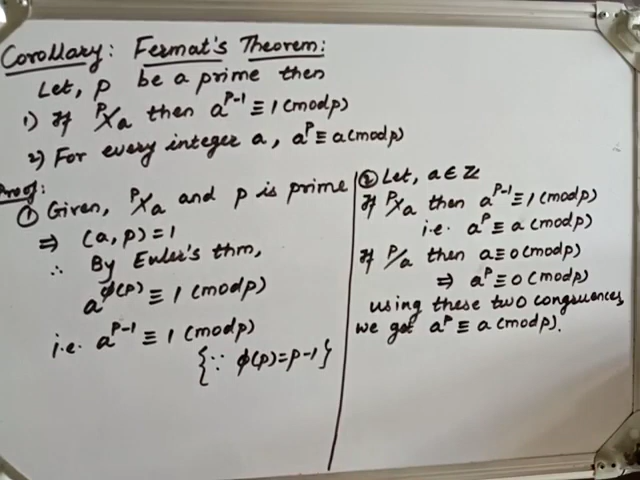 Corollary: Fermat's Theorem:
Let, p be a prime then
1) If p∤a then a^(p-1) ≡ 1 (mod p)
2) For every integer a, a^p ≡ a (mod p)
Proof:
① Given, p∤a and p is prime
⇒ (a, p) = 1
∴ By Euler's thm,
a^ϕ(p) ≡ 1 (mod p)
i.e. a^(p-1) ≡ 1 (mod p)
{∵ ϕ(p) = p-1}
② Let, a ∈ ℤ
If p∤a then a^(p-1) ≡ 1 (mod p)
i.e. a^p ≡ a (mod p)
If p/a then a ≡ 0 (mod p)
⇒ a^p ≡ 0 (mod p)
using these two congruences,
we get a^p ≡ a (mod p).